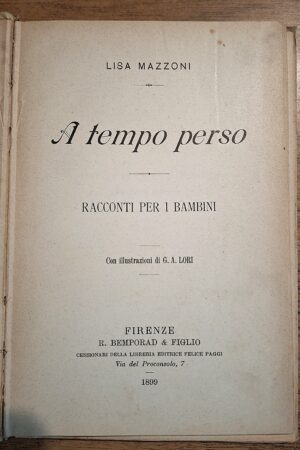 LISA MAZZONI
A tempo perso
RACCONTI PER I BAMBINI
Con illustrazioni di G. A. LORI
FIRENZE
R. BEMPORAD & FIGLIO
CESSIONARI DELLA LIBRERIA EDITRICE FELICE PAGGI
Via del Proconsolo, 7
1899